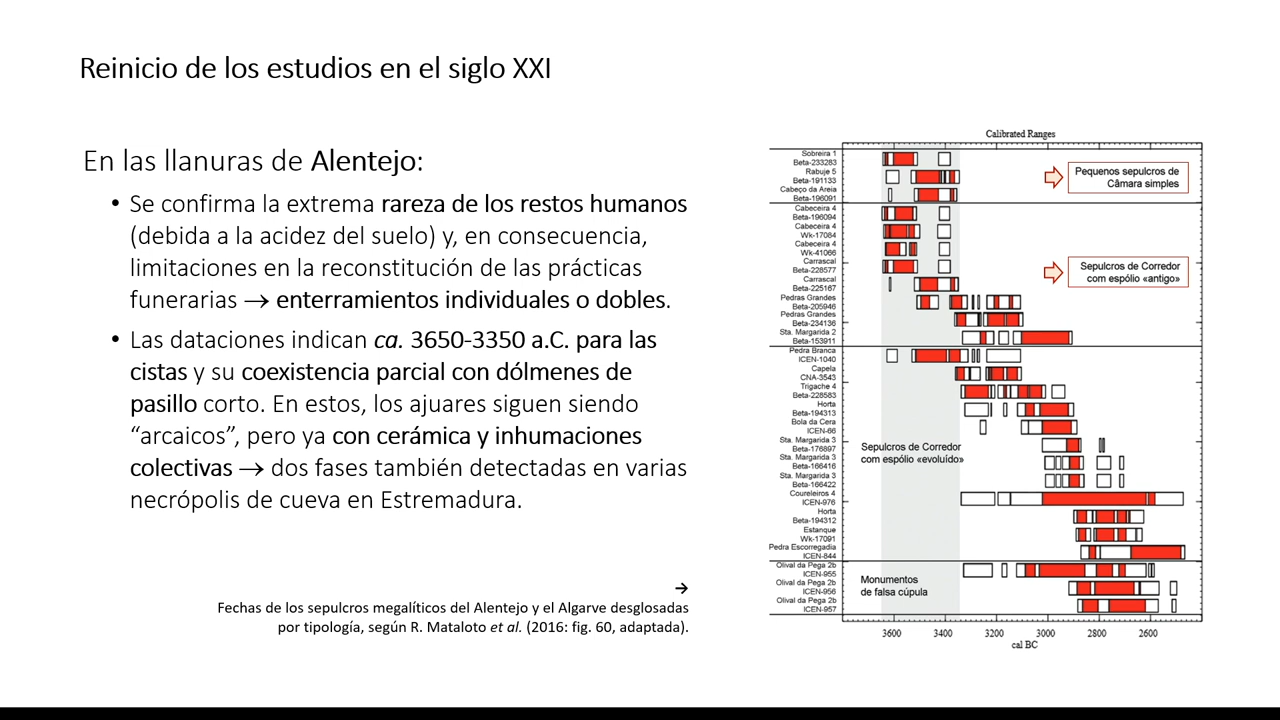 Reinicio de los estudios en el siglo XXI
En las llanuras de Alentejo:
• Se confirma la extrema rareza de los restos humanos
(debida a la acidez del suelo) y, en consecuencia,
limitaciones en la reconstitución de las prácticas
funerarias → enterramientos individuales o dobles.
• Las dataciones indican ca. 3650-3350 a.C. para las
cistas y su coexistencia parcial con dólmenes de
pasillo corto. En estos, los ajuares siguen siendo
“arcaicos”, pero ya con cerámica y inhumaciones
colectivas → dos fases también detectadas en varias
necrópolis de cueva en Estremadura.
→
Fechas de los sepulcros megalíticos del Alentejo y el Algarve desglosadas
por tipología, según R. Mataloto et al. (2016: fig. 60, adaptada).
Calibrated Ranges
Sobreira 1
Beta-233283
Rabuje 5
Beta-191133
Cabeço da Areia
Beta-196091
Pequenos sepulcros de
Câmara simples
Cabeceira 4
Beta-196094
Cabeceira 4
Wk-17084
Cabeceira 4
Wk-41066
Carrascal
Beta-228577
Carrascal
Beta-225167
Pedras Grandes
Beta-205946
Pedras Grandes
Beta-234136
Sta. Margarida 2
Beta-153911
Sepulcros de Corredor
com espólio «antigo»
Pedra Branca
ICEN-1040
Capela
CNA-3543
Trigache 4
Beta-228583
Horta
Beta-194313
Bola da Cera
ICEN-66
Sta. Margarida 3
Beta-176897
Sta. Margarida 3
Beta-166416
Sta. Margarida 3
Beta-166422
Coureleiros 4
ICEN-976
Horta
Beta-194312
Estanque
Wk-17091
Pedra Escorregadia
ICEN-844
Sepulcros de Corredor
com espólio «evoluído»
Olival da Pega 2b
ICEN-955
Olival da Pega 2b
ICEN-956
Olival da Pega 2b
ICEN-957
Monumentos
de falsa cúpula
3600 3400 3200 3000 2800 2600
cal BC